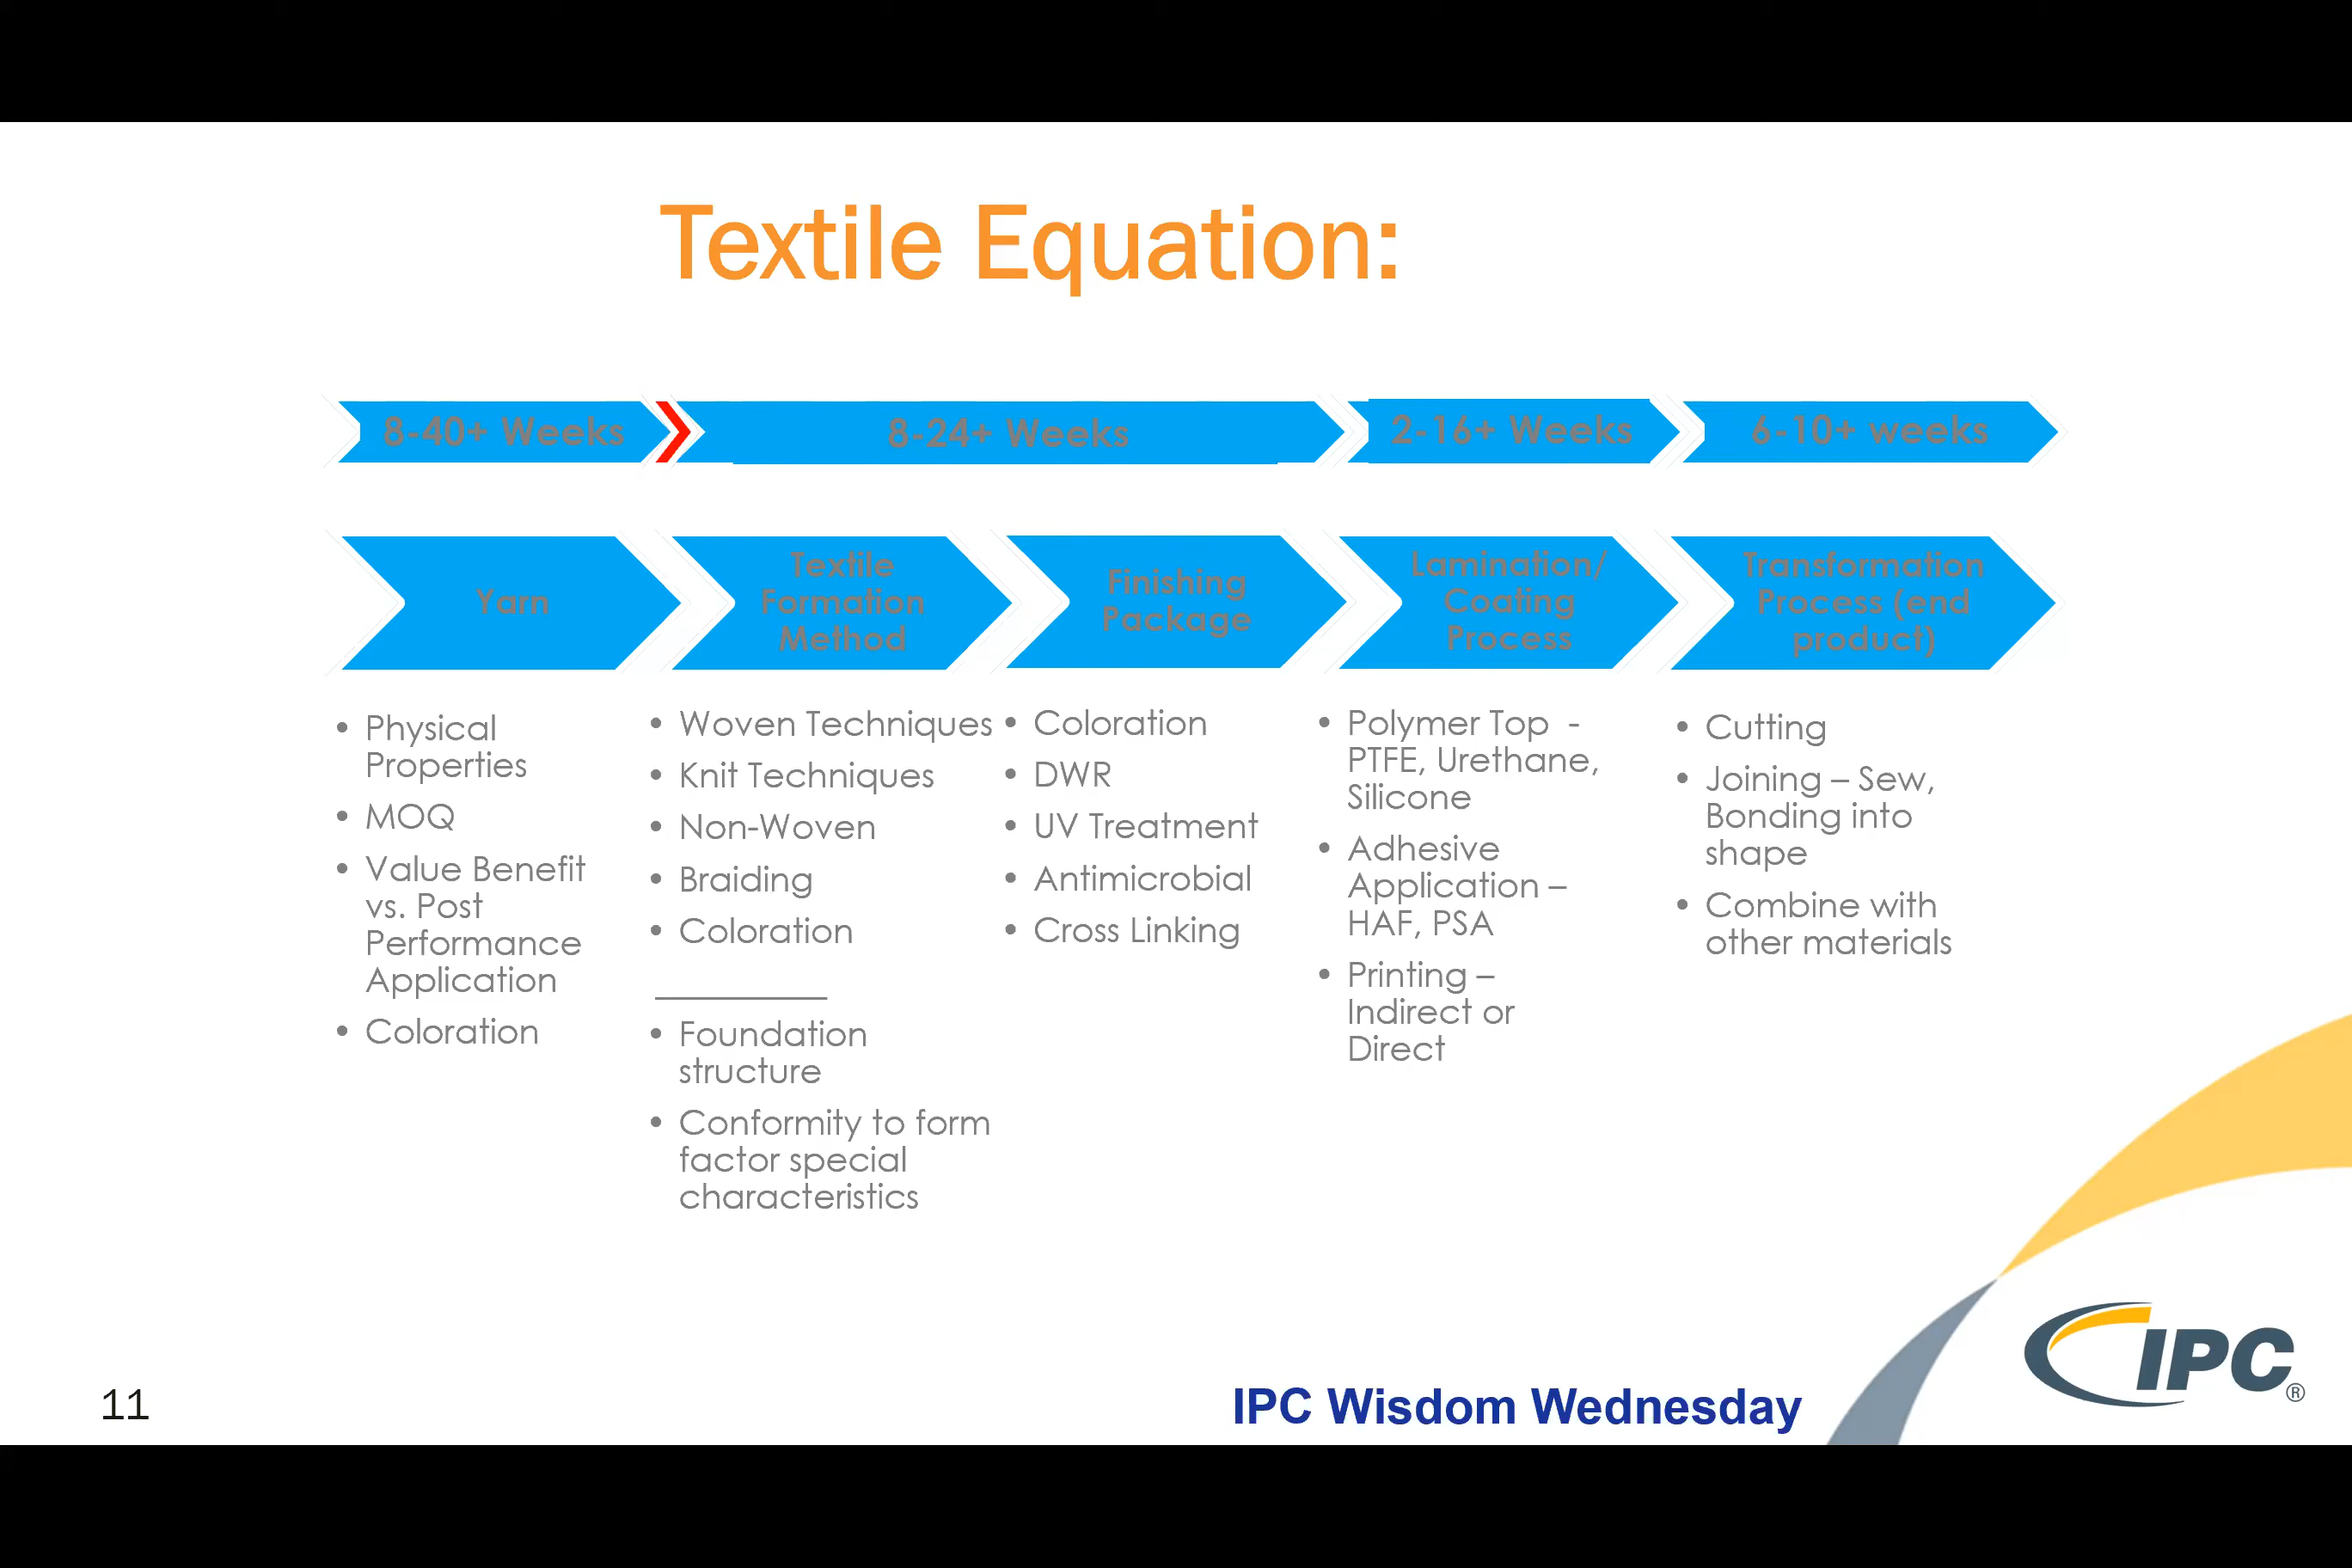 Textile Equation:
8-40+ Weeks
8-24+ Weeks
2-16+ Weeks
6-10+ weeks
Yarn
Textile
Formation
Method
Finishing
Package
Lamination/
Coating
Process
Transformation
Process (end
product)
• Physical
Properties
• MOQ
• Value Benefit
vs. Post
Performance
Application
• Coloration
• Woven Techniques
• Knit Techniques
• Non-Woven
• Braiding
• Coloration
• Foundation
structure
• Conformity to form
factor special
characteristics
• Coloration
• DWR
• UV Treatment
• Antimicrobial
• Cross Linking
• Polymer Top -
PTFE, Urethane,
Silicone
• Adhesive
Application –
HAF, PSA
• Printing –
Indirect or
Direct
• Cutting
• Joining – Sew,
Bonding into
shape
• Combine with
other materials
11
IPC Wisdom Wednesday
IPC®